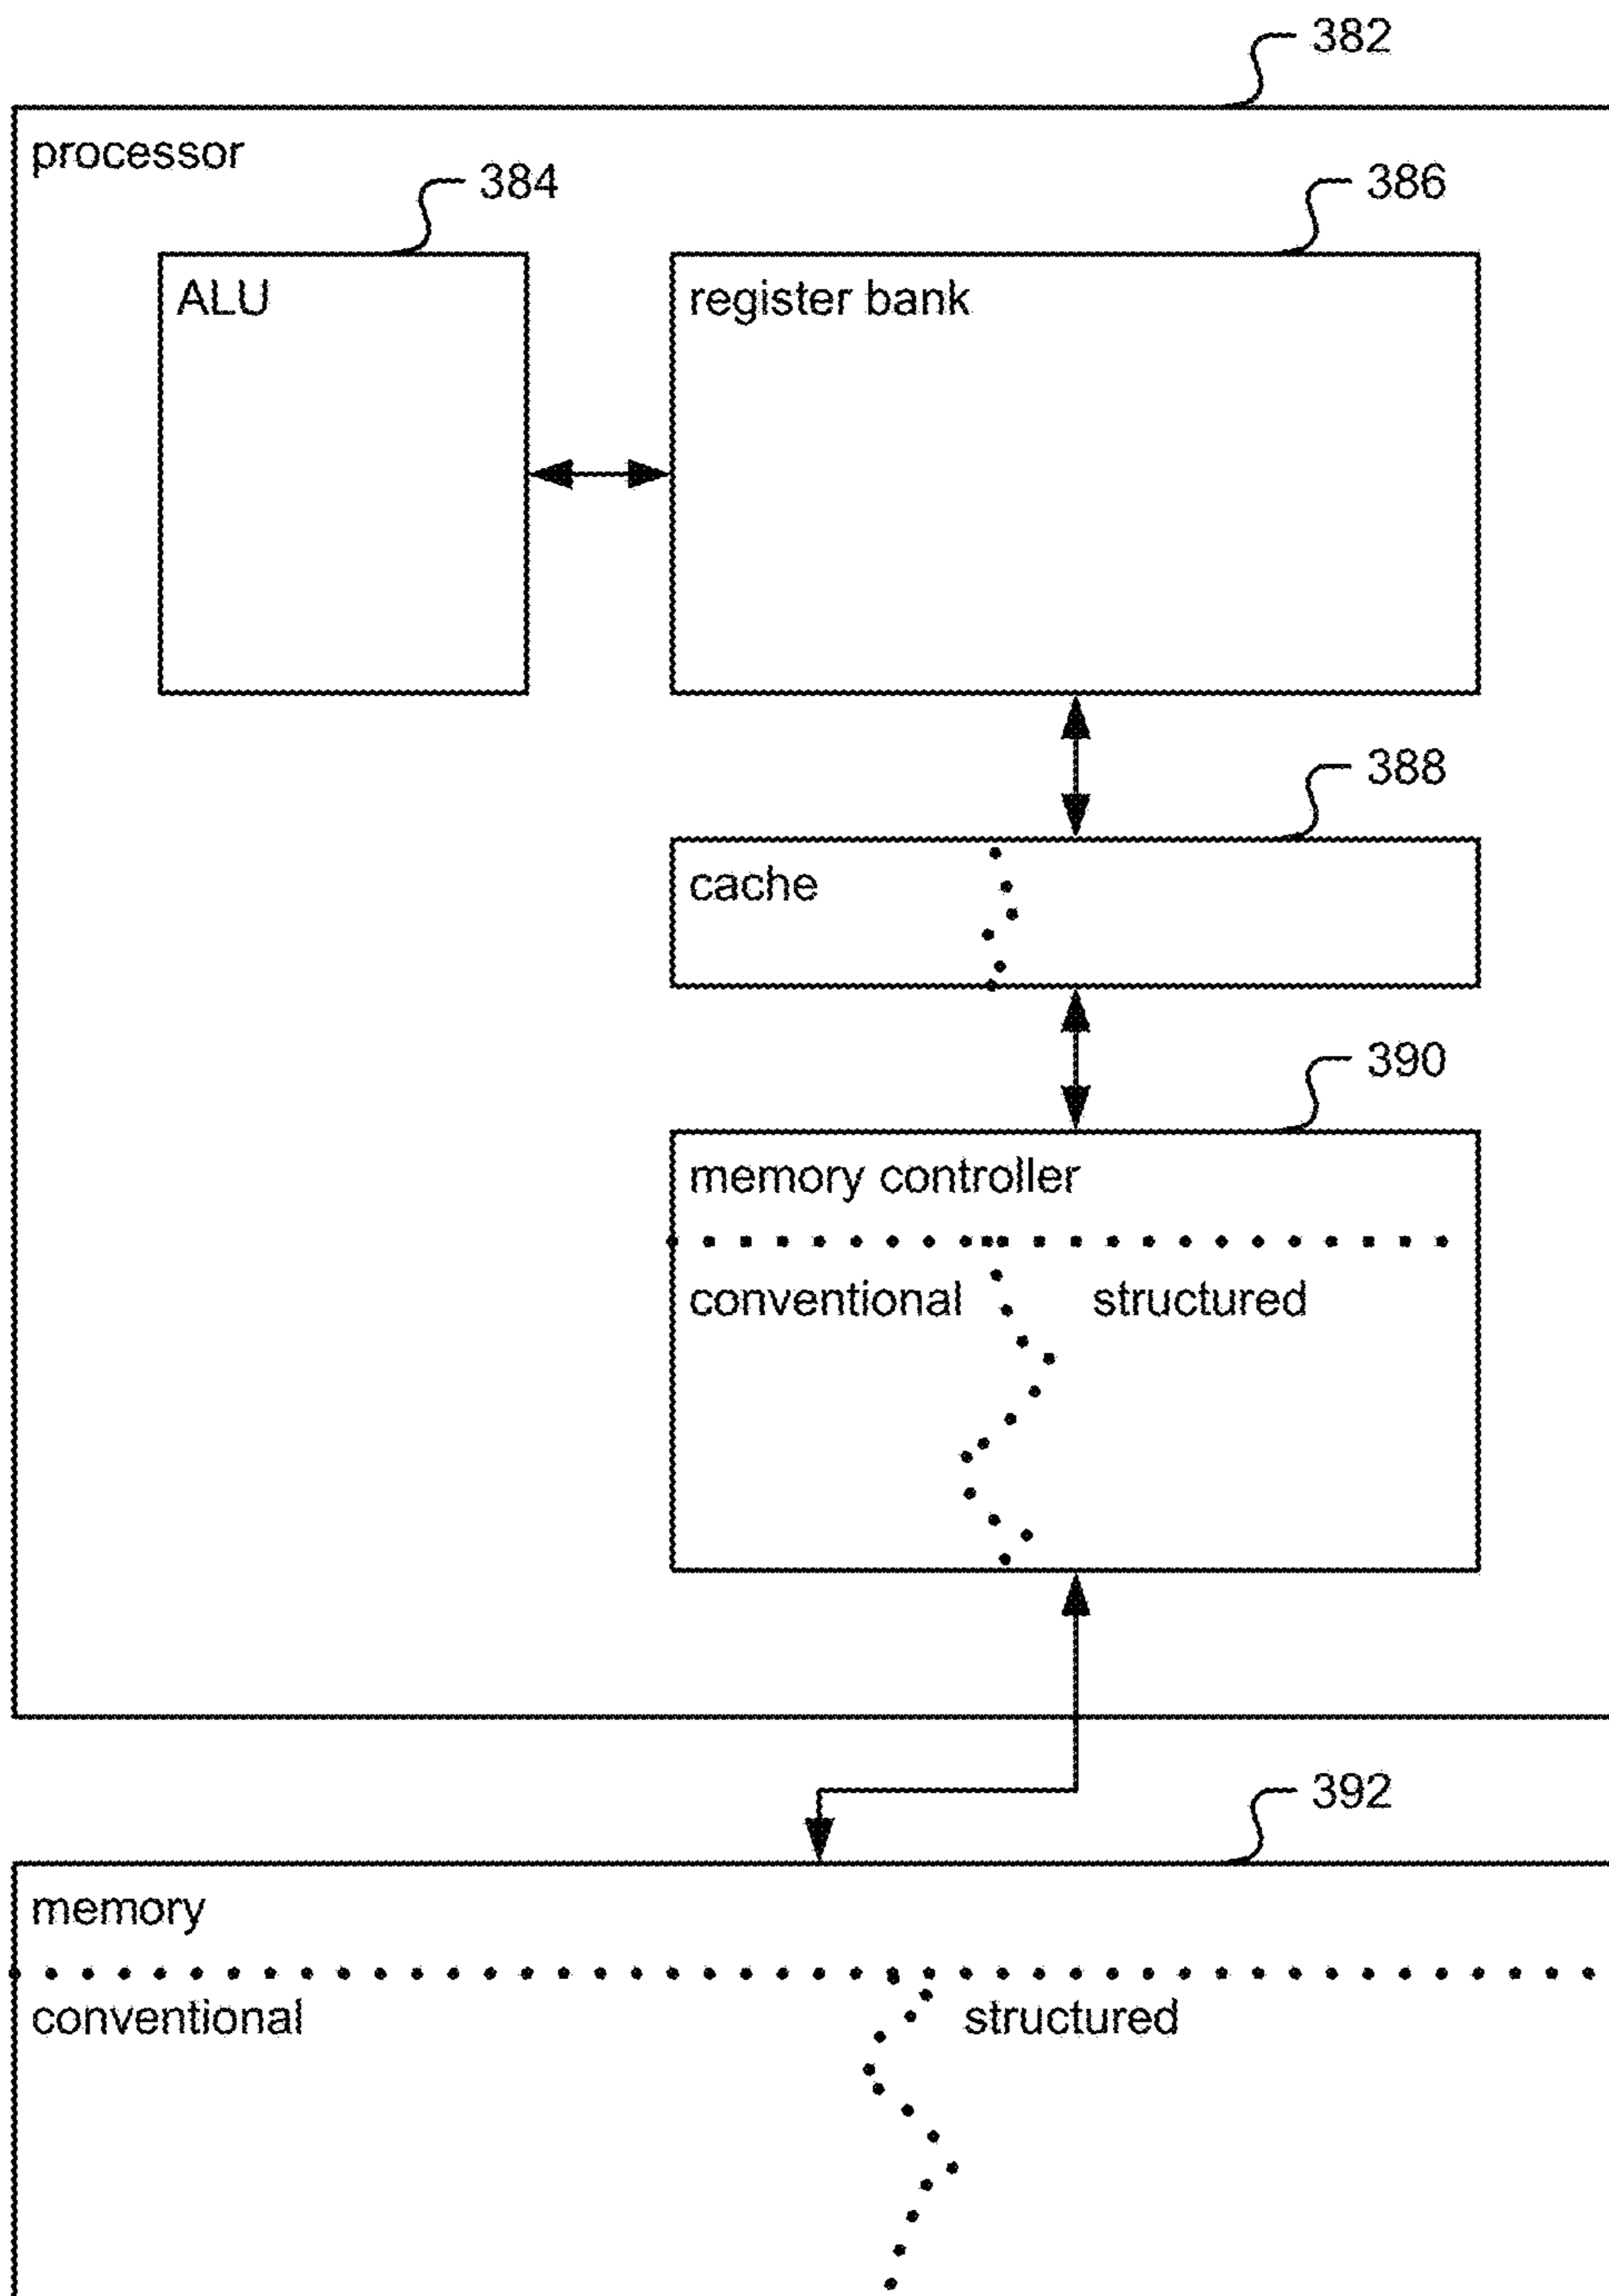 382
processor
384
386
ALU
register bank
388
cache
390
memory controller
conventional structured
392
memory
conventional structured